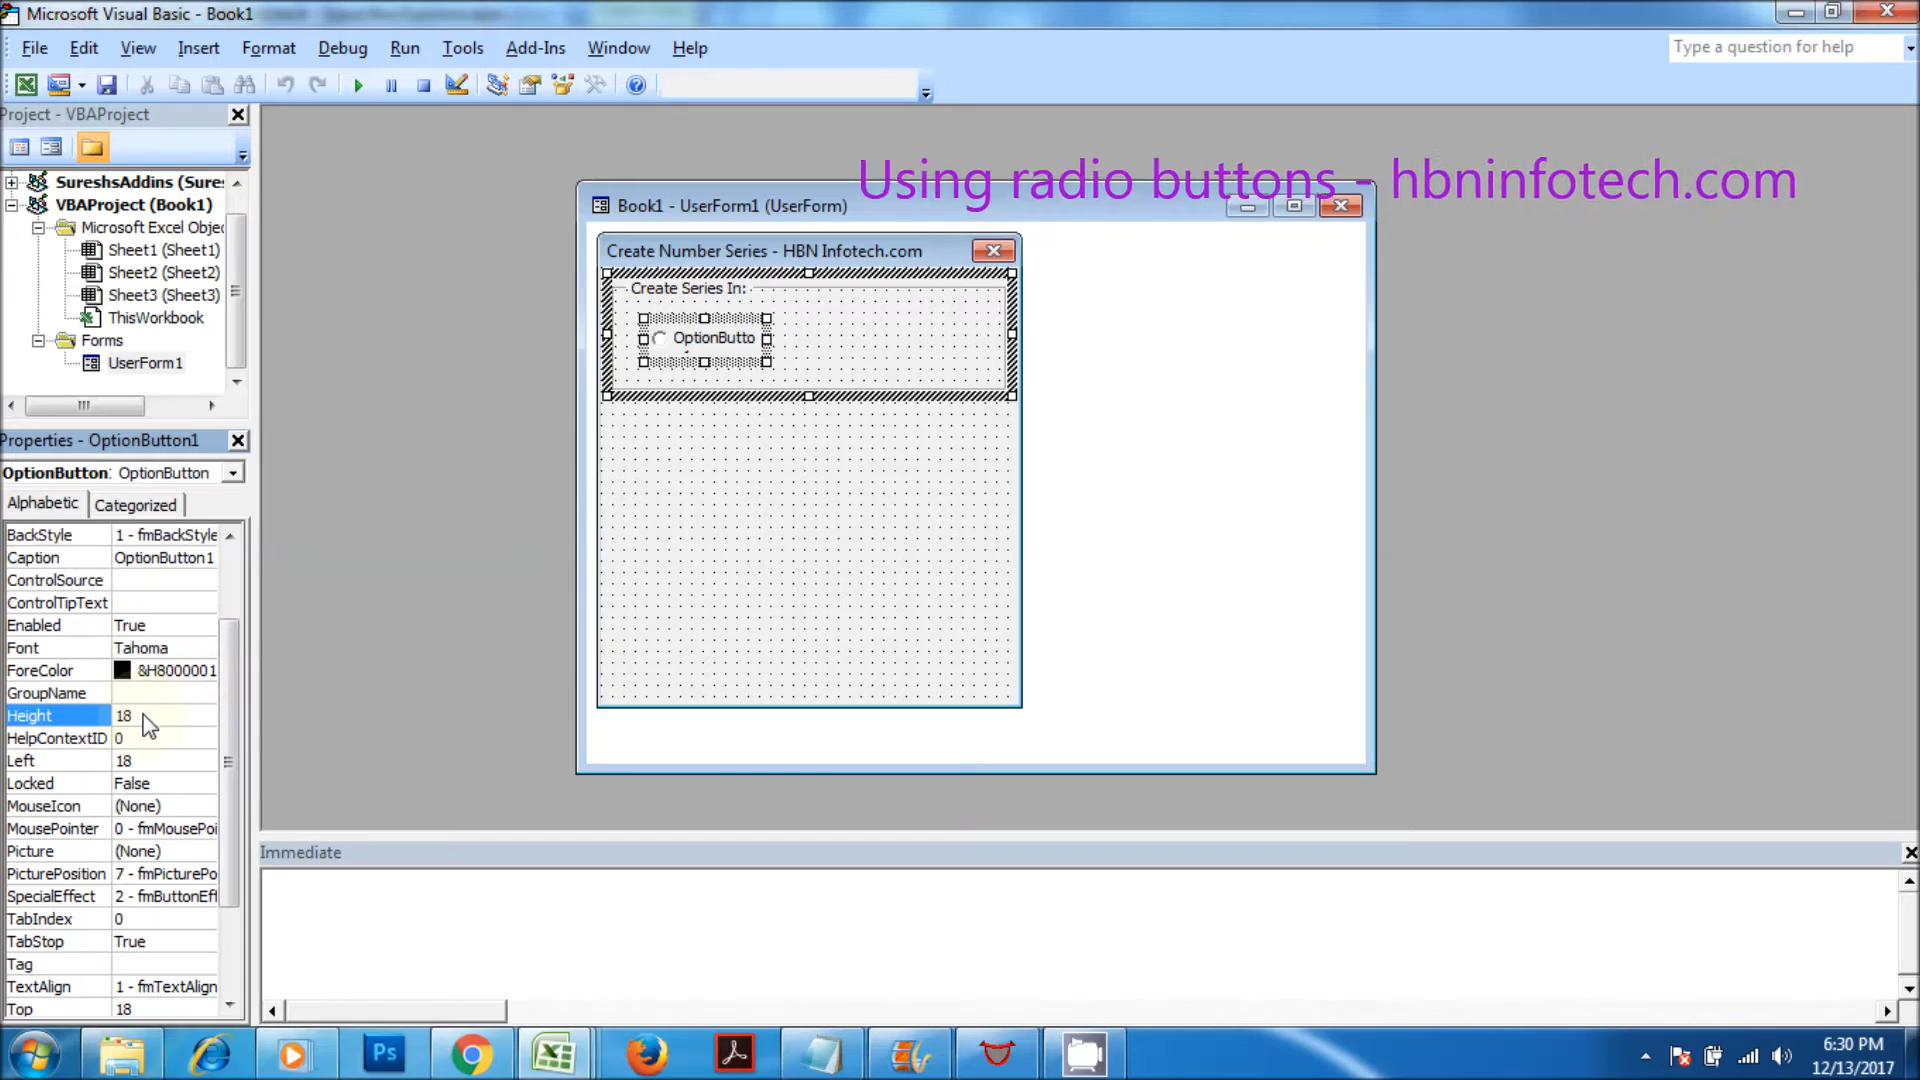 Microsoft Visual Basic - Book1
File Edit View Insert Format Debug Run Tools Add-Ins Window Help
Type a question for help
Project - VBAProject
Using radio buttons - hbninfotech.com
SureshsAddins (Sures
VBAProject (Book1)
Microsoft Excel Objec
Sheet1 (Sheet1)
Sheet2 (Sheet2)
Sheet3 (Sheet3)
ThisWorkbook
Forms
UserForm1
Book1 - UserForm1 (UserForm)
Create Number Series - HBN Infotech.com
Create Series In:
OptionButto
Properties - OptionButton1
OptionButton: OptionButton
Alphabetic Categorized
BackStyle 1 - fmBackStyle
Caption OptionButton1
ControlSource
ControlTipText
Enabled True
Font Tahoma
ForeColor &H8000001
GroupName
Height 18
HelpContextID 0
Left 18
Locked False
MouseIcon (None)
MousePointer 0 - fmMousePoi
Picture (None)
PicturePosition 7 - fmPicturePo
SpecialEffect 2 - fmButtonEff
TabIndex 0
TabStop True
Tag
TextAlign 1 - fmTextAlign
Top 18
Immediate
Ps
6:30 PM
12/13/2017